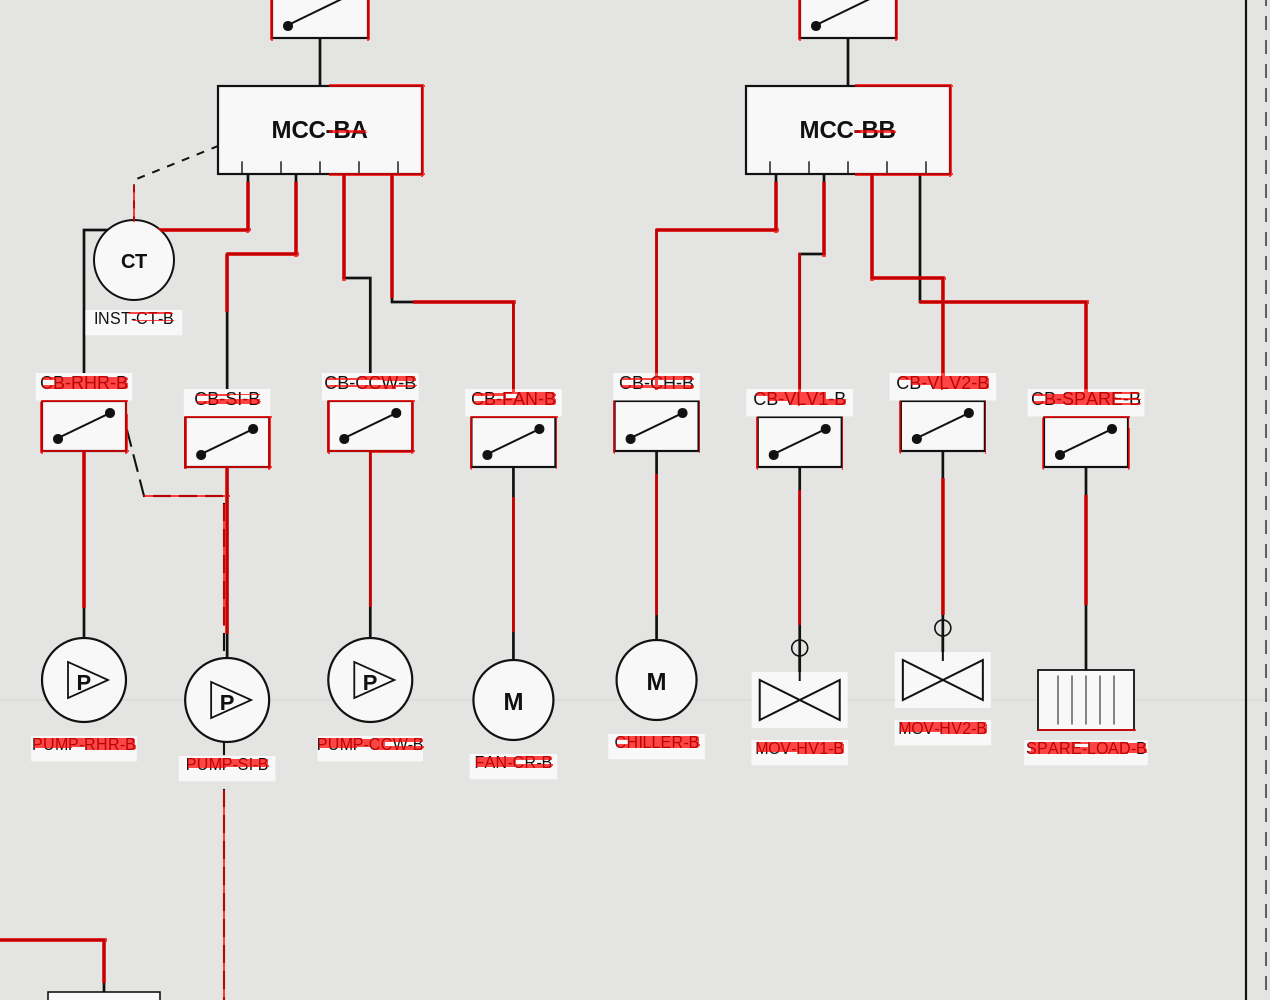 MCC-BA
MCC-BB
CT
INST-CT-B
CB-RHR-B
CB-SI-B
CB-CCW-B
CB-FAN-B
CB-CH-B
CB-VLV1-B
CB-VLV2-B
CB-SPARE-B
P
P
P
M
M
PUMP-RHR-B
PUMP-SI-B
PUMP-CCW-B
FAN-CR-B
CHILLER-B
MOV-HV1-B
MOV-HV2-B
SPARE-LOAD-B